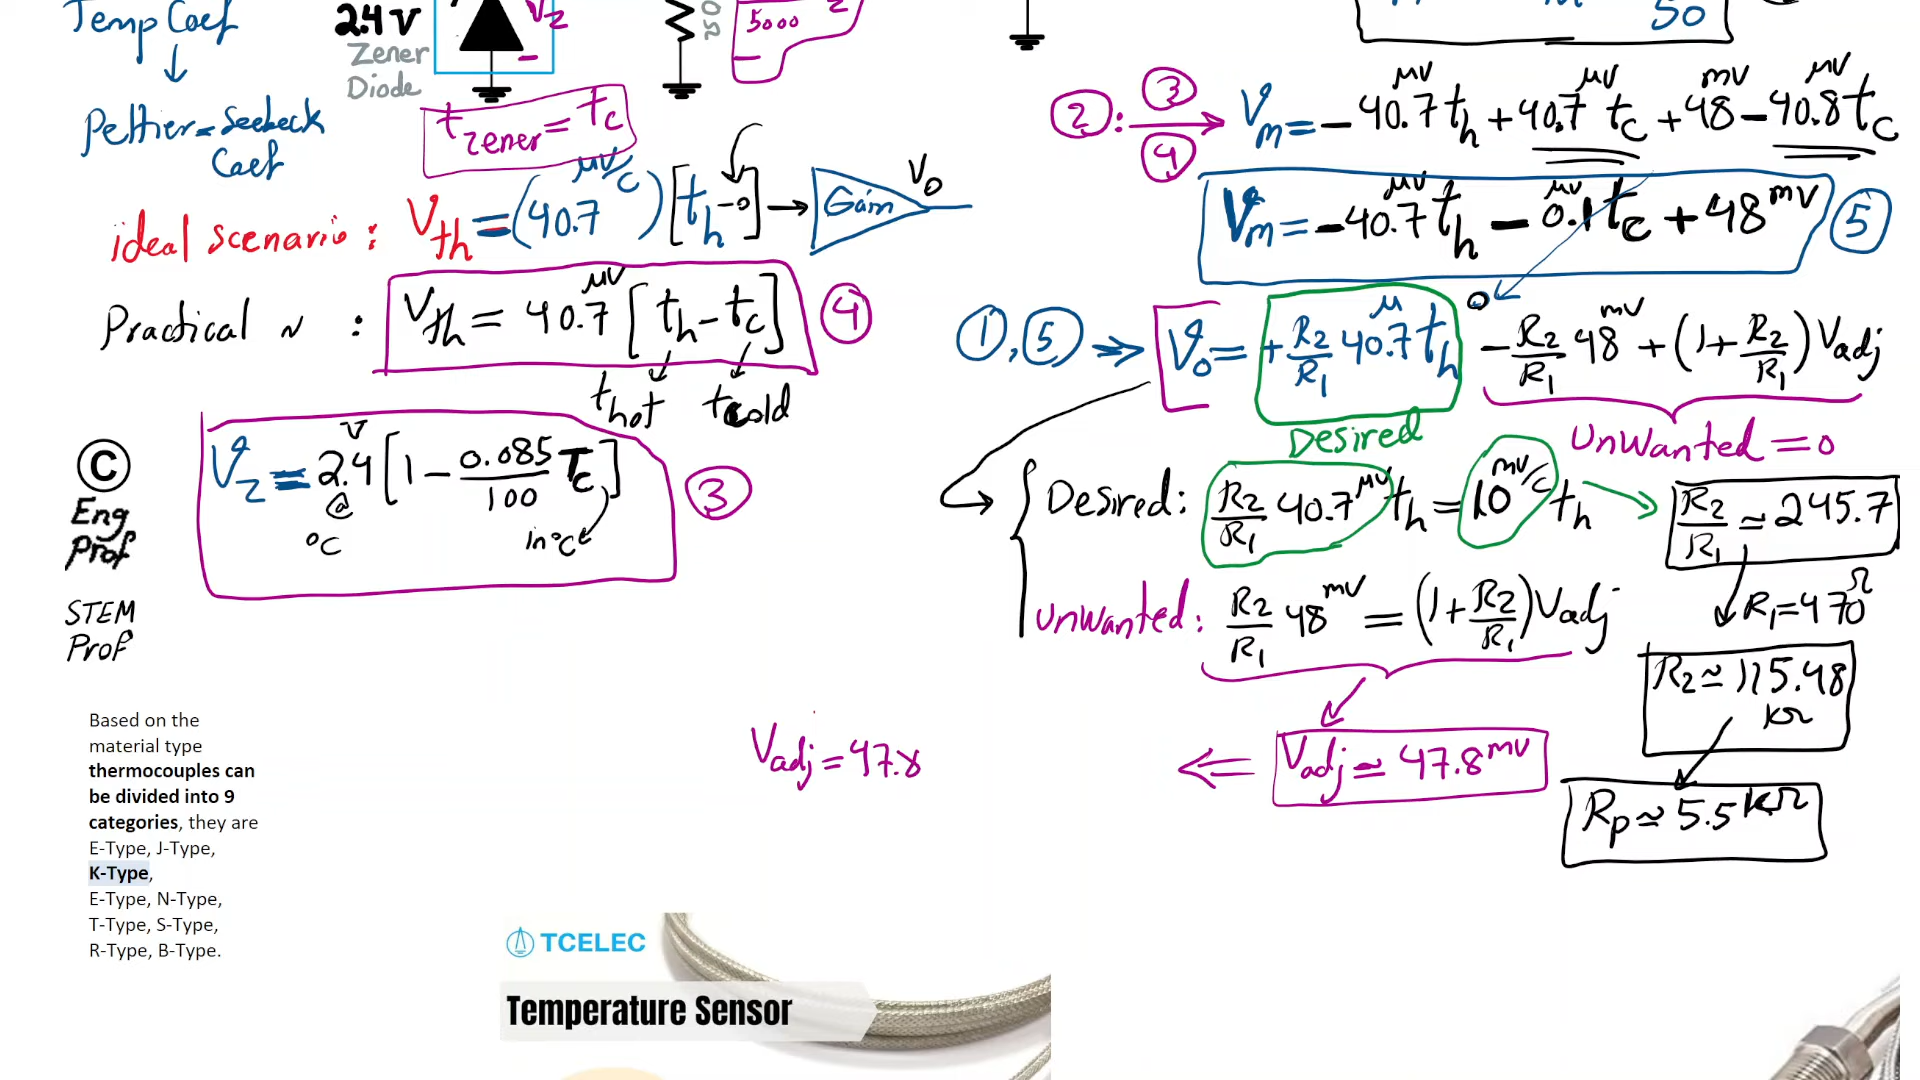 Temp Coef
↓
Peltier = Seebeck
Coef
2.4 V
Zener
Diode
Vz
250
5000
t_zener = t_c
ideal scenario : V_th = (40.7 μV/C) [t_h - 0] → Gain V_o
Practical ~ : V_th = 40.7 μV [t_h - t_c] ④
t_hot t_cold
V_z = 2.4 V [1 - 0.085/100 T_c] ③
@ °C
in °C
©
Eng
Prof
STEM
Prof
50
②: ③ ④ → V_m = -40.7 μV t_h + 40.7 μV t_c + 48 mV - 40.8 μV t_c
V_m = -40.7 μV t_h - 0.1 μV t_c + 48 mV ⑤
0
①,⑤ ⇒ V_o = + R2/R1 40.7 μ t_h - R2/R1 48 mV + (1 + R2/R1) V_adj
Desired
Unwanted = 0
Desired: R2/R1 40.7 μV t_h = 10 mV/C t_h → R2/R1 ≃ 245.7
R1 = 470 Ω
Unwanted: R2/R1 48 mV = (1 + R2/R1) V_adj
R2 ≃ 115.48
kΩ
V_adj = 47.8
⇐ V_adj ≃ 47.8 mV
R_p ≃ 5.5 kΩ
Based on the
material type
thermocouples can
be divided into 9
categories, they are
E-Type, J-Type,
K-Type,
E-Type, N-Type,
T-Type, S-Type,
R-Type, B-Type.
TCELEC
Temperature Sensor